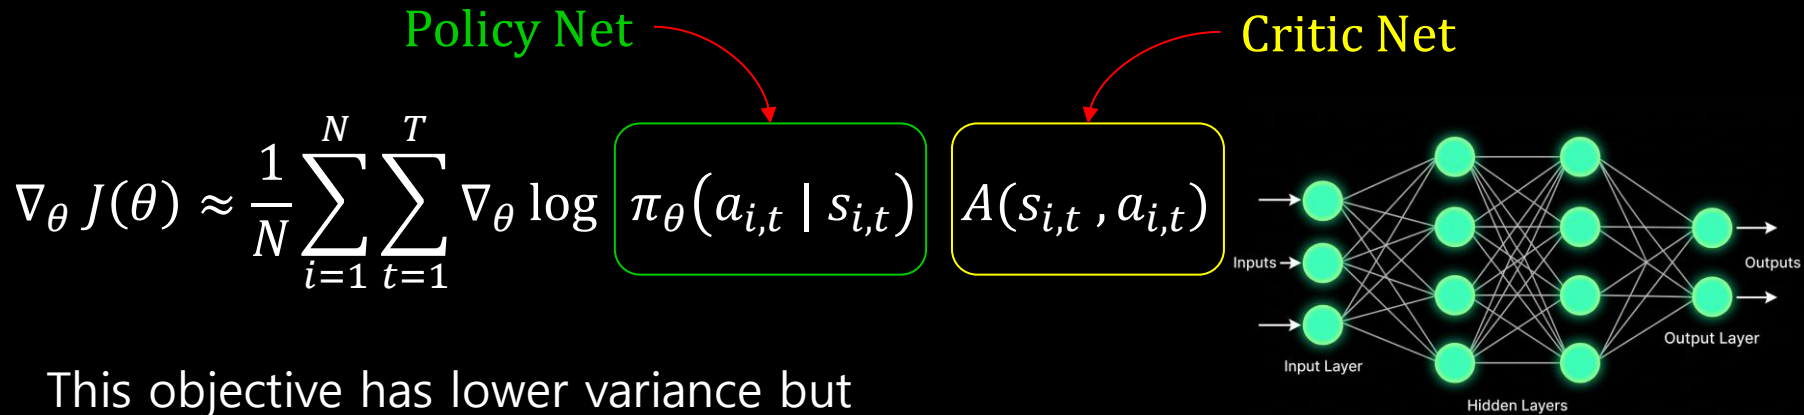 Policy Net
Critic Net
∇θ J(θ) ≈ 1/N ∑_{i=1}^{N} ∑_{t=1}^{T} ∇θ log πθ(a_{i,t} | s_{i,t}) A(s_{i,t} , a_{i,t})
Inputs
Outputs
Output Layer
Input Layer
Hidden Layers
This objective has lower variance but